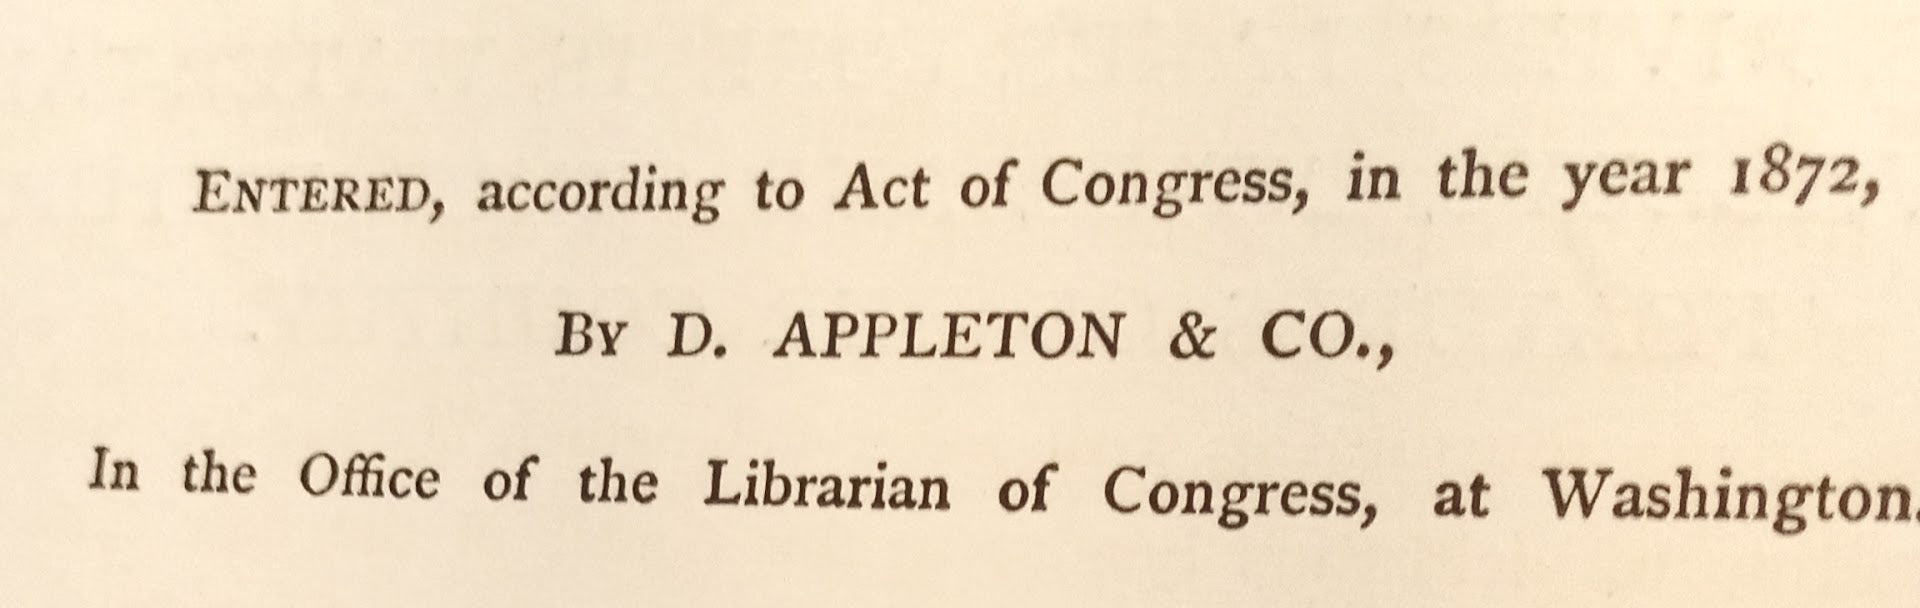 ENTERED, according to Act of Congress, in the year 1872,
BY D. APPLETON & CO.,
In the Office of the Librarian of Congress, at Washington.